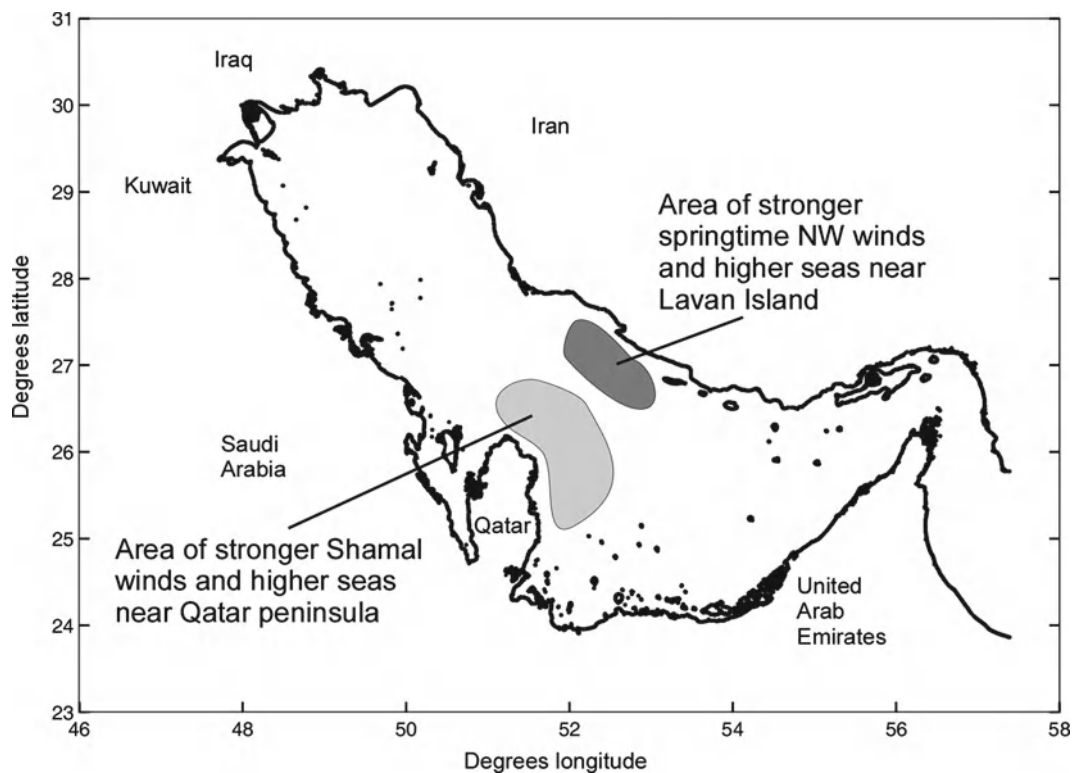 31
30
29
28
27
26
25
24
23
46
48
50
52
54
56
58
Degrees latitude
Degrees longitude
Iraq
Iran
Kuwait
Area of stronger
springtime NW winds
and higher seas near
Lavan Island
Saudi
Arabia
Qatar
Area of stronger Shamal
winds and higher seas
near Qatar peninsula
United
Arab
Emirates